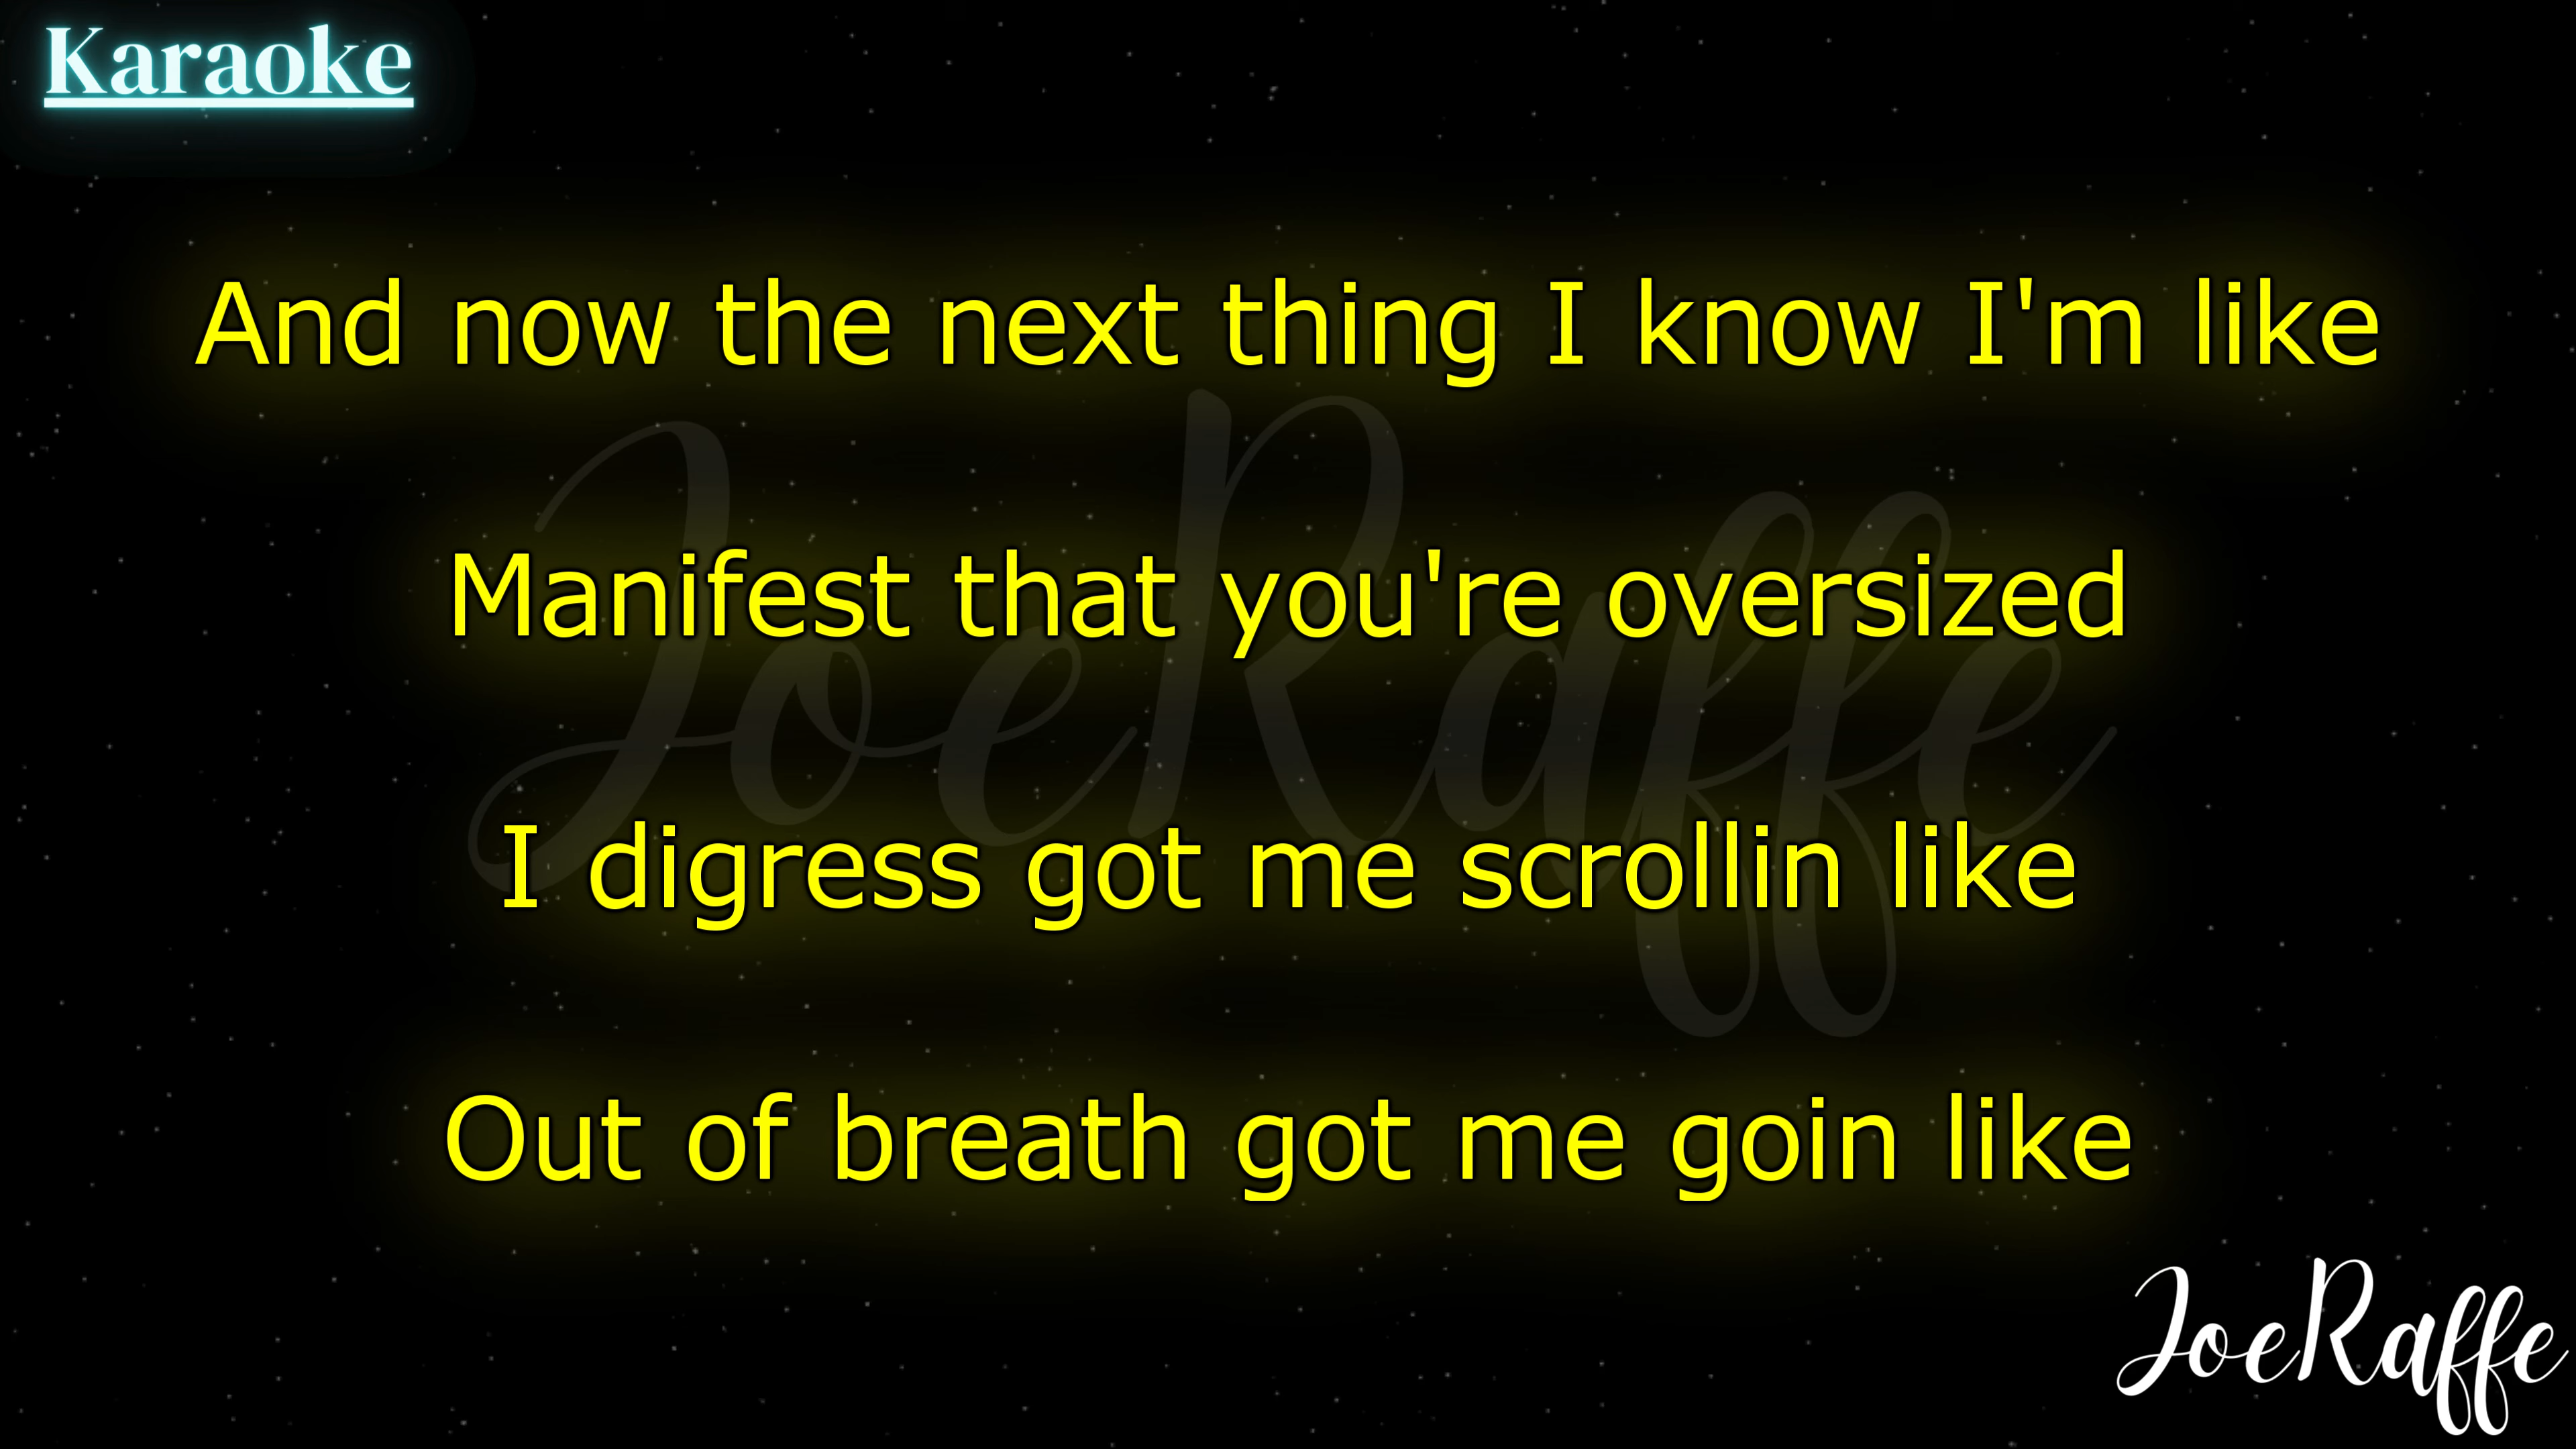 Karaoke
And now the next thing I know I'm like
Manifest that you're oversized
I digress got me scrollin like
Out of breath got me goin like
JoeRaffe
JoeRaffe